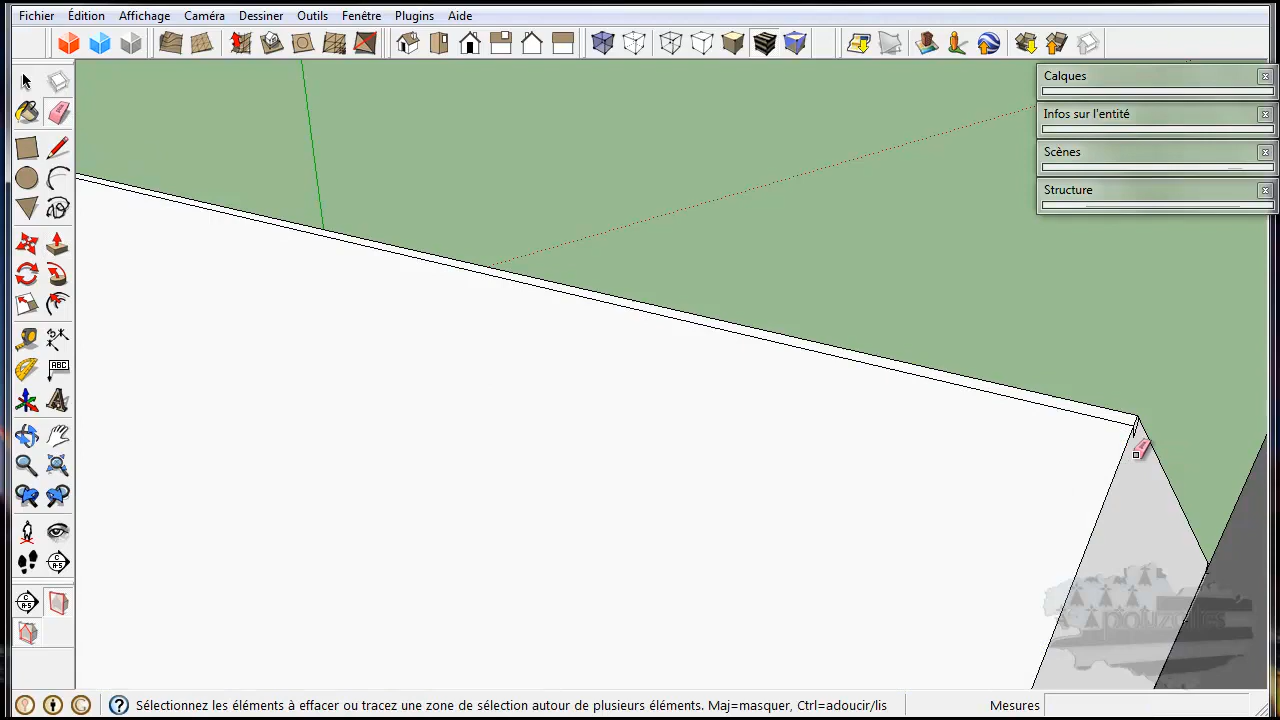 Fichier Édition Affichage Caméra Dessiner Outils Fenêtre Plugins Aide
Calques
Infos sur l'entité
Scènes
Structure
ABC
Sélectionnez les éléments à effacer ou tracez une zone de sélection autour de plusieurs éléments. Maj=masquer, Ctrl=adoucir/lis
Mesures